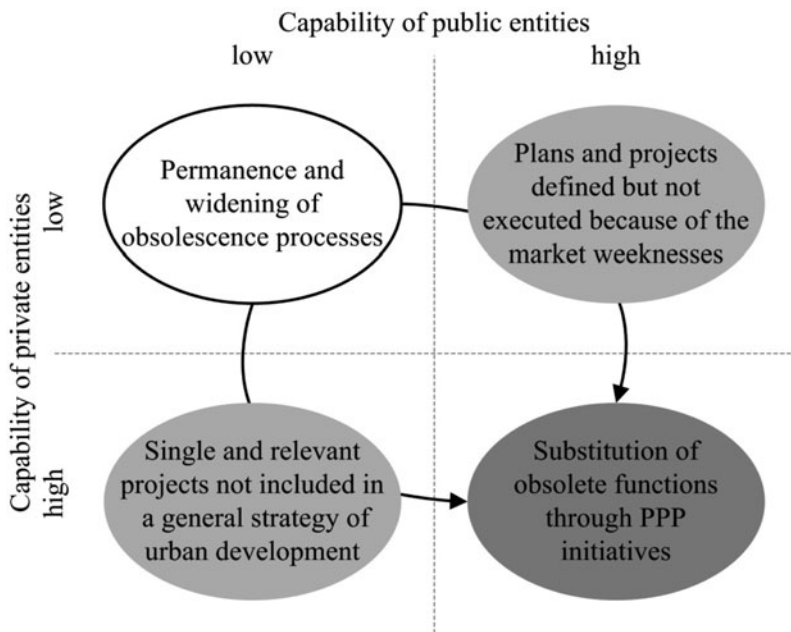 Capability of public entities
low
high
Capability of private entities
low
high
Permanence and
widening of
obsolescence processes
Plans and projects
defined but not
executed because of the
market weeknesses
Single and relevant
projects not included in
a general strategy of
urban development
Substitution of
obsolete functions
through PPP
initiatives